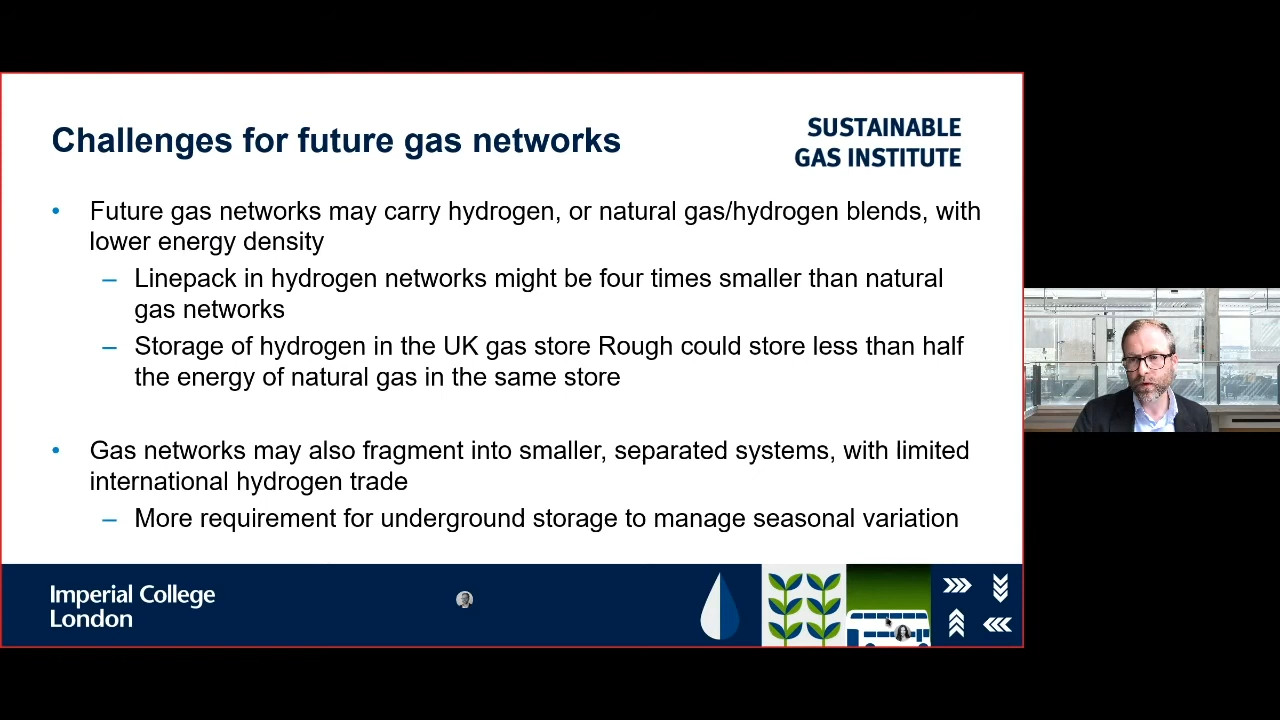 Challenges for future gas networks
SUSTAINABLE
GAS INSTITUTE
• Future gas networks may carry hydrogen, or natural gas/hydrogen blends, with
lower energy density
– Linepack in hydrogen networks might be four times smaller than natural
gas networks
– Storage of hydrogen in the UK gas store Rough could store less than half
the energy of natural gas in the same store
• Gas networks may also fragment into smaller, separated systems, with limited
international hydrogen trade
– More requirement for underground storage to manage seasonal variation
Imperial College
London